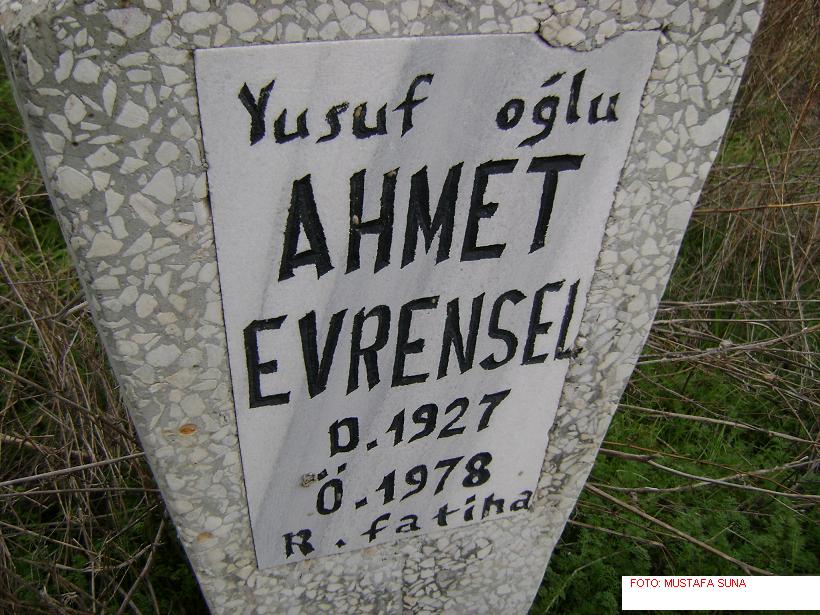 Yusuf oğlu
AHMET
EVRENSEL
D.1927
Ö.1978
R.fatiha
FOTO: MUSTAFA SUNA